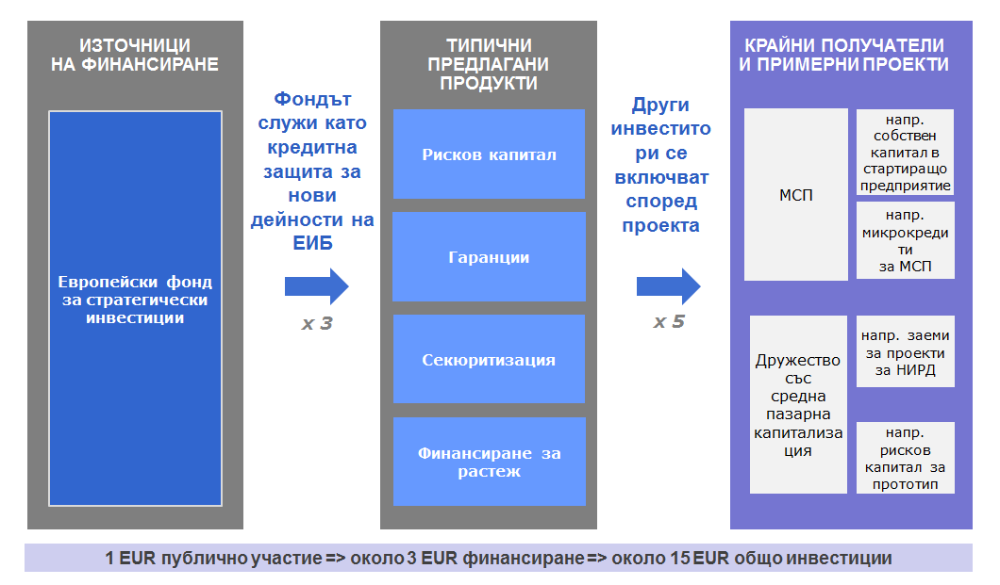 ИЗТОЧНИЦИ
НА ФИНАНСИРАНЕ
Европейски фонд
за стратегически
инвестиции
Фондът
служи като
кредитна
защита за
нови
дейности на
ЕИБ
x 3
ТИПИЧНИ
ПРЕДЛАГАНИ
ПРОДУКТИ
Рисков капитал
Гаранции
Секюритизация
Финансиране за
растеж
Други
инвестито
ри се
включват
според
проекта
x 5
КРАЙНИ ПОЛУЧАТЕЛИ
И ПРИМЕРНИ ПРОЕКТИ
МСП
напр.
собствен
капитал в
стартиращо
предприятие
напр.
микрокреди
ти
за МСП
Дружество
със
средна
пазарна
капитализа
ция
напр. заеми
за проекти
за НИРД
напр.
рисков
капитал за
прототип
1 EUR публично участие => около 3 EUR финансиране => около 15 EUR общо инвестиции